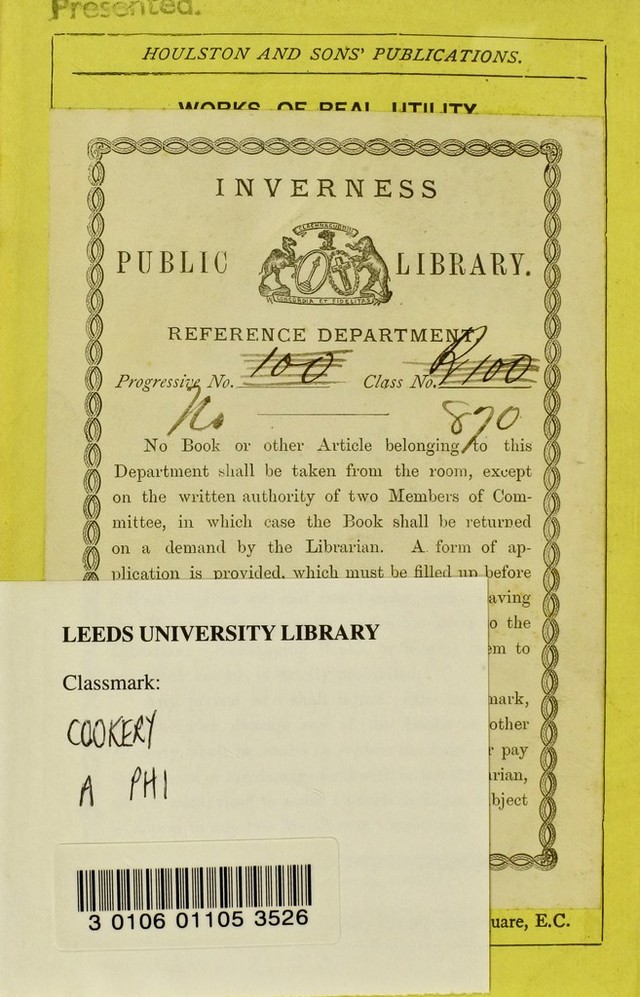 Presented.
HOULSTON AND SONS' PUBLICATIONS.
WORKS OF REAL UTILITY
INVERNESS
PUBLIC LIBRARY.
CONCORDIA ET FIDELITAS
REFERENCE DEPARTMENT
Progressive No. 100 Class No. R100
No 870
No Book or other Article belonging to this
Department shall be taken from the room, except
on the written authority of two Members of Com-
mittee, in which case the Book shall be returned
on a demand by the Librarian. A form of ap-
plication is provided, which must be filled up before
aving
o the
em to
mark,
other
r pay
rian,
bject
LEEDS UNIVERSITY LIBRARY
Classmark:
COOKERY
A PHI
3 0106 01105 3526
uare, E.C.